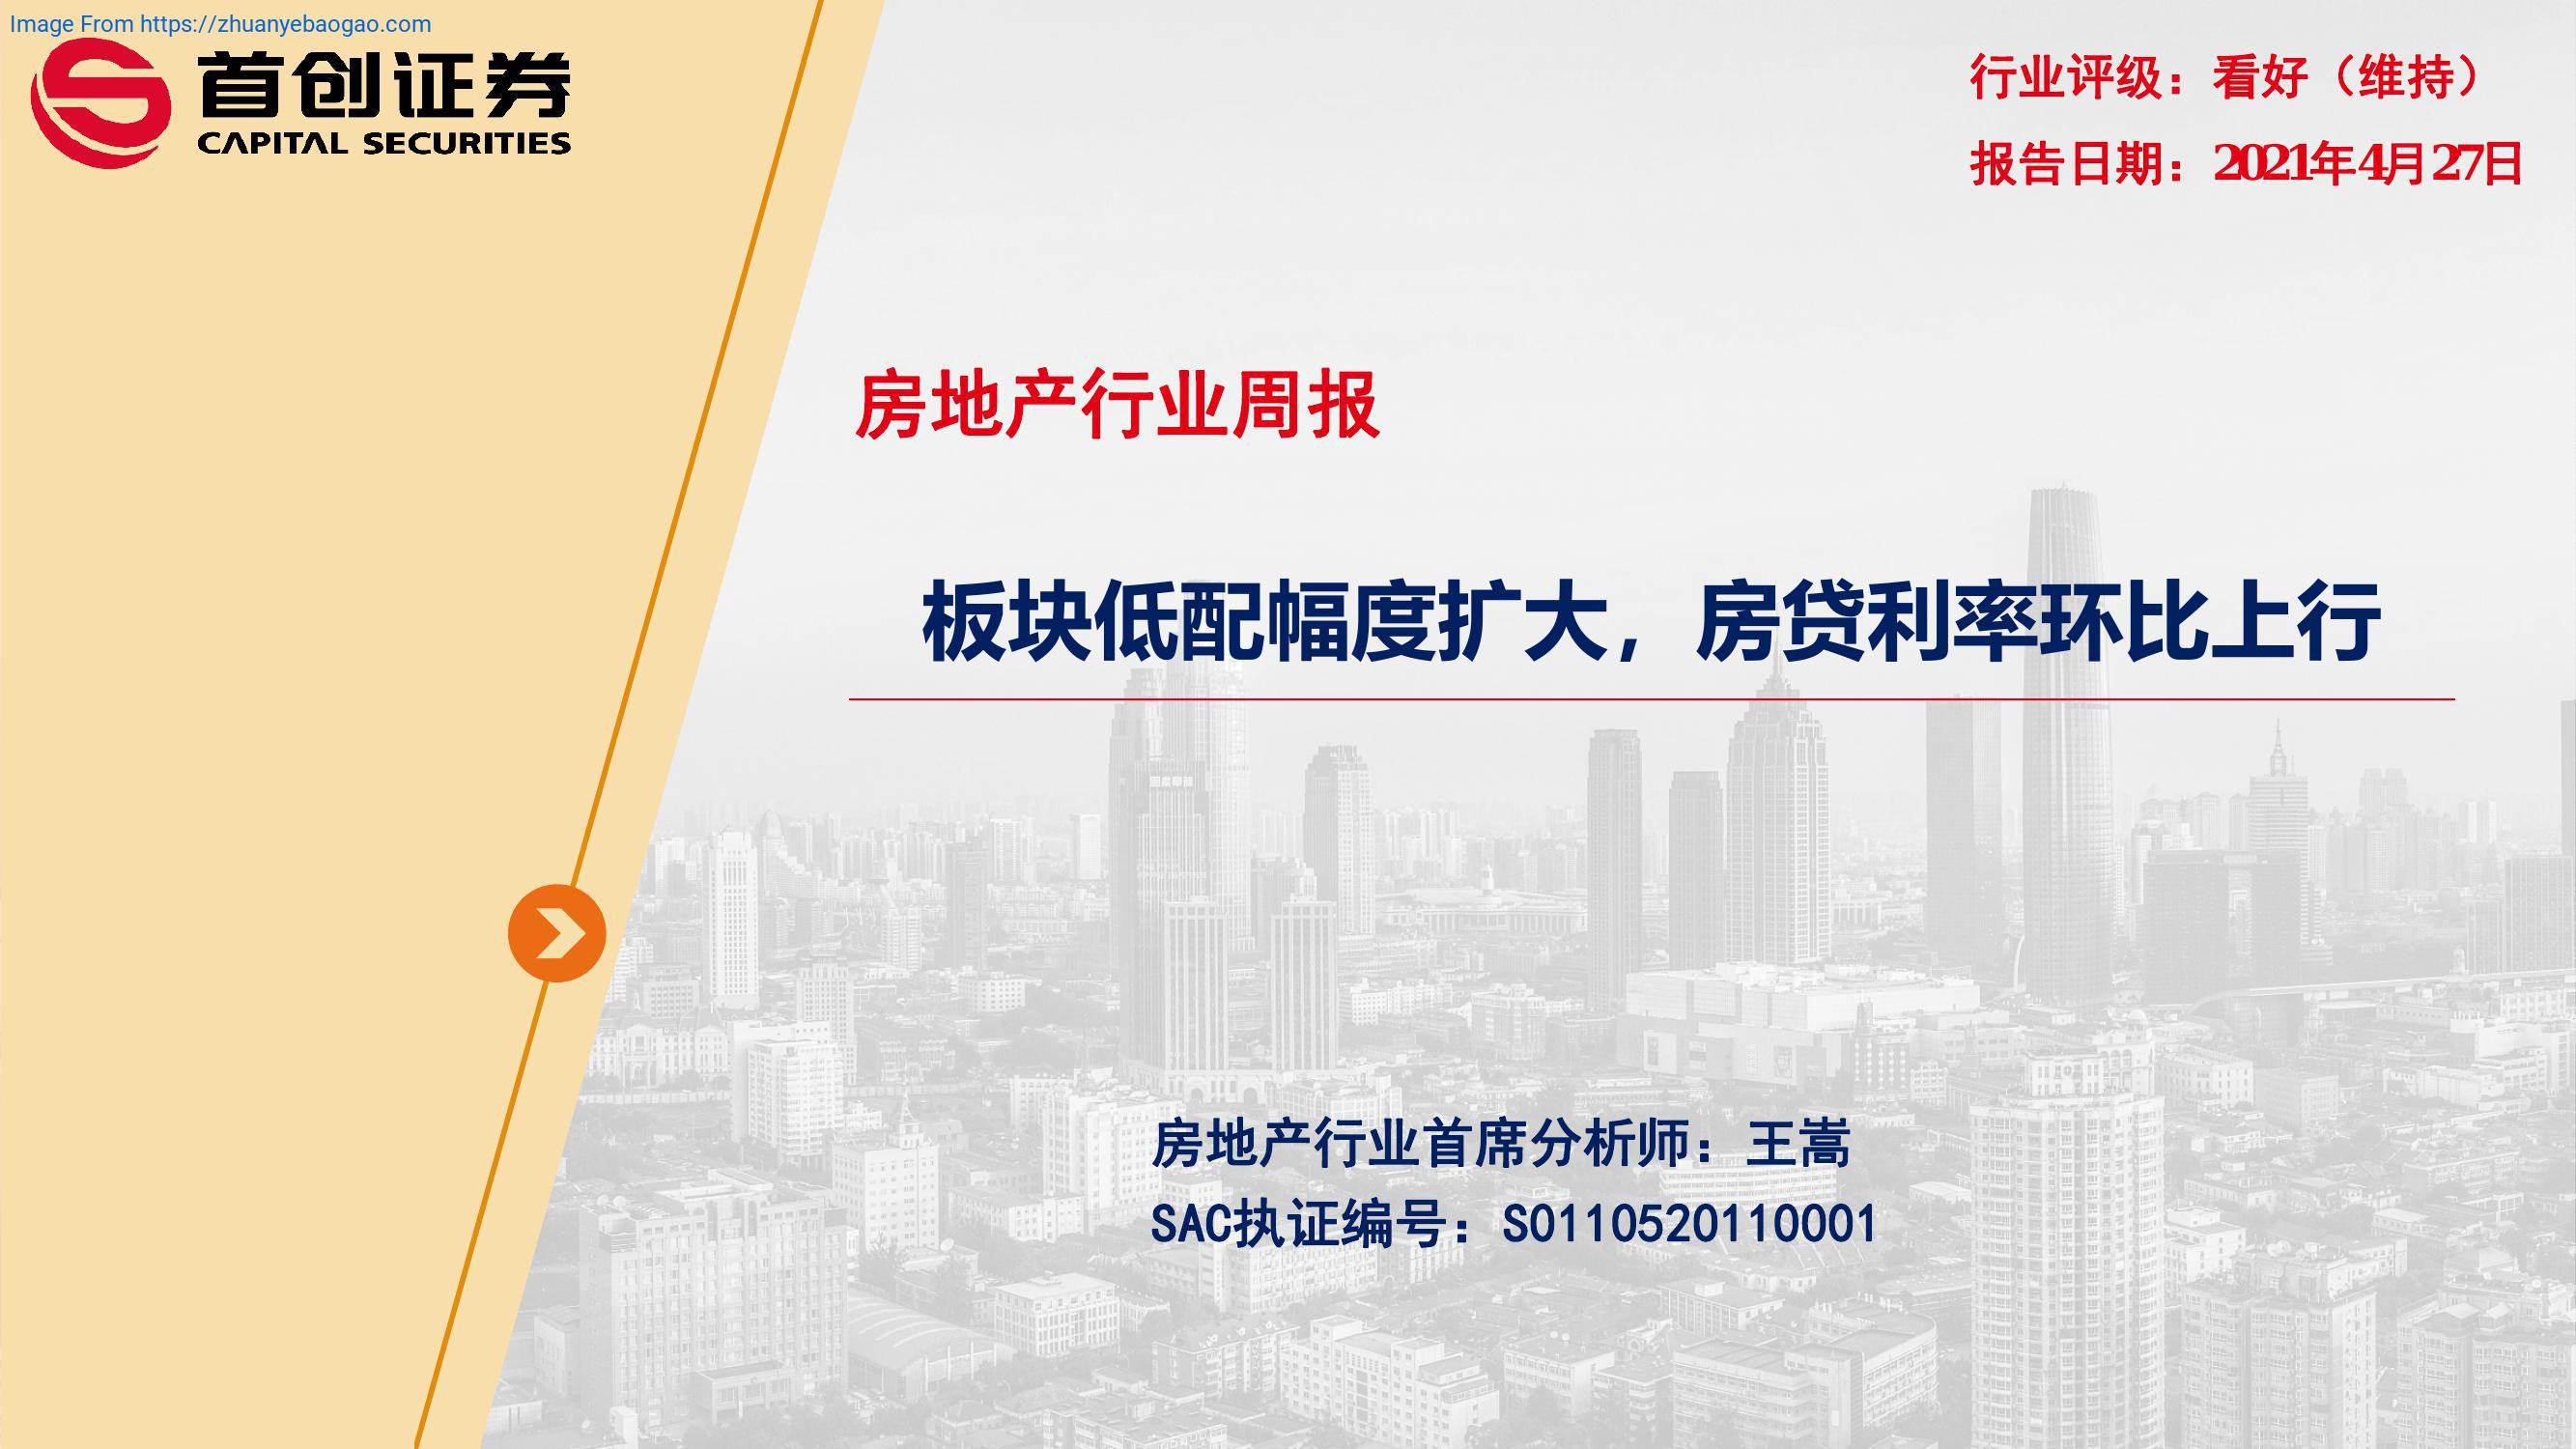 Image From https://zhuanyebaogao.com
首创证券
CAPITAL SECURITIES
行业评级：看好（维持）
报告日期：2021年4月27日
房地产行业周报
板块低配幅度扩大，房贷利率环比上行
房地产行业首席分析师：王嵩
SAC执证编号：S0110520110001